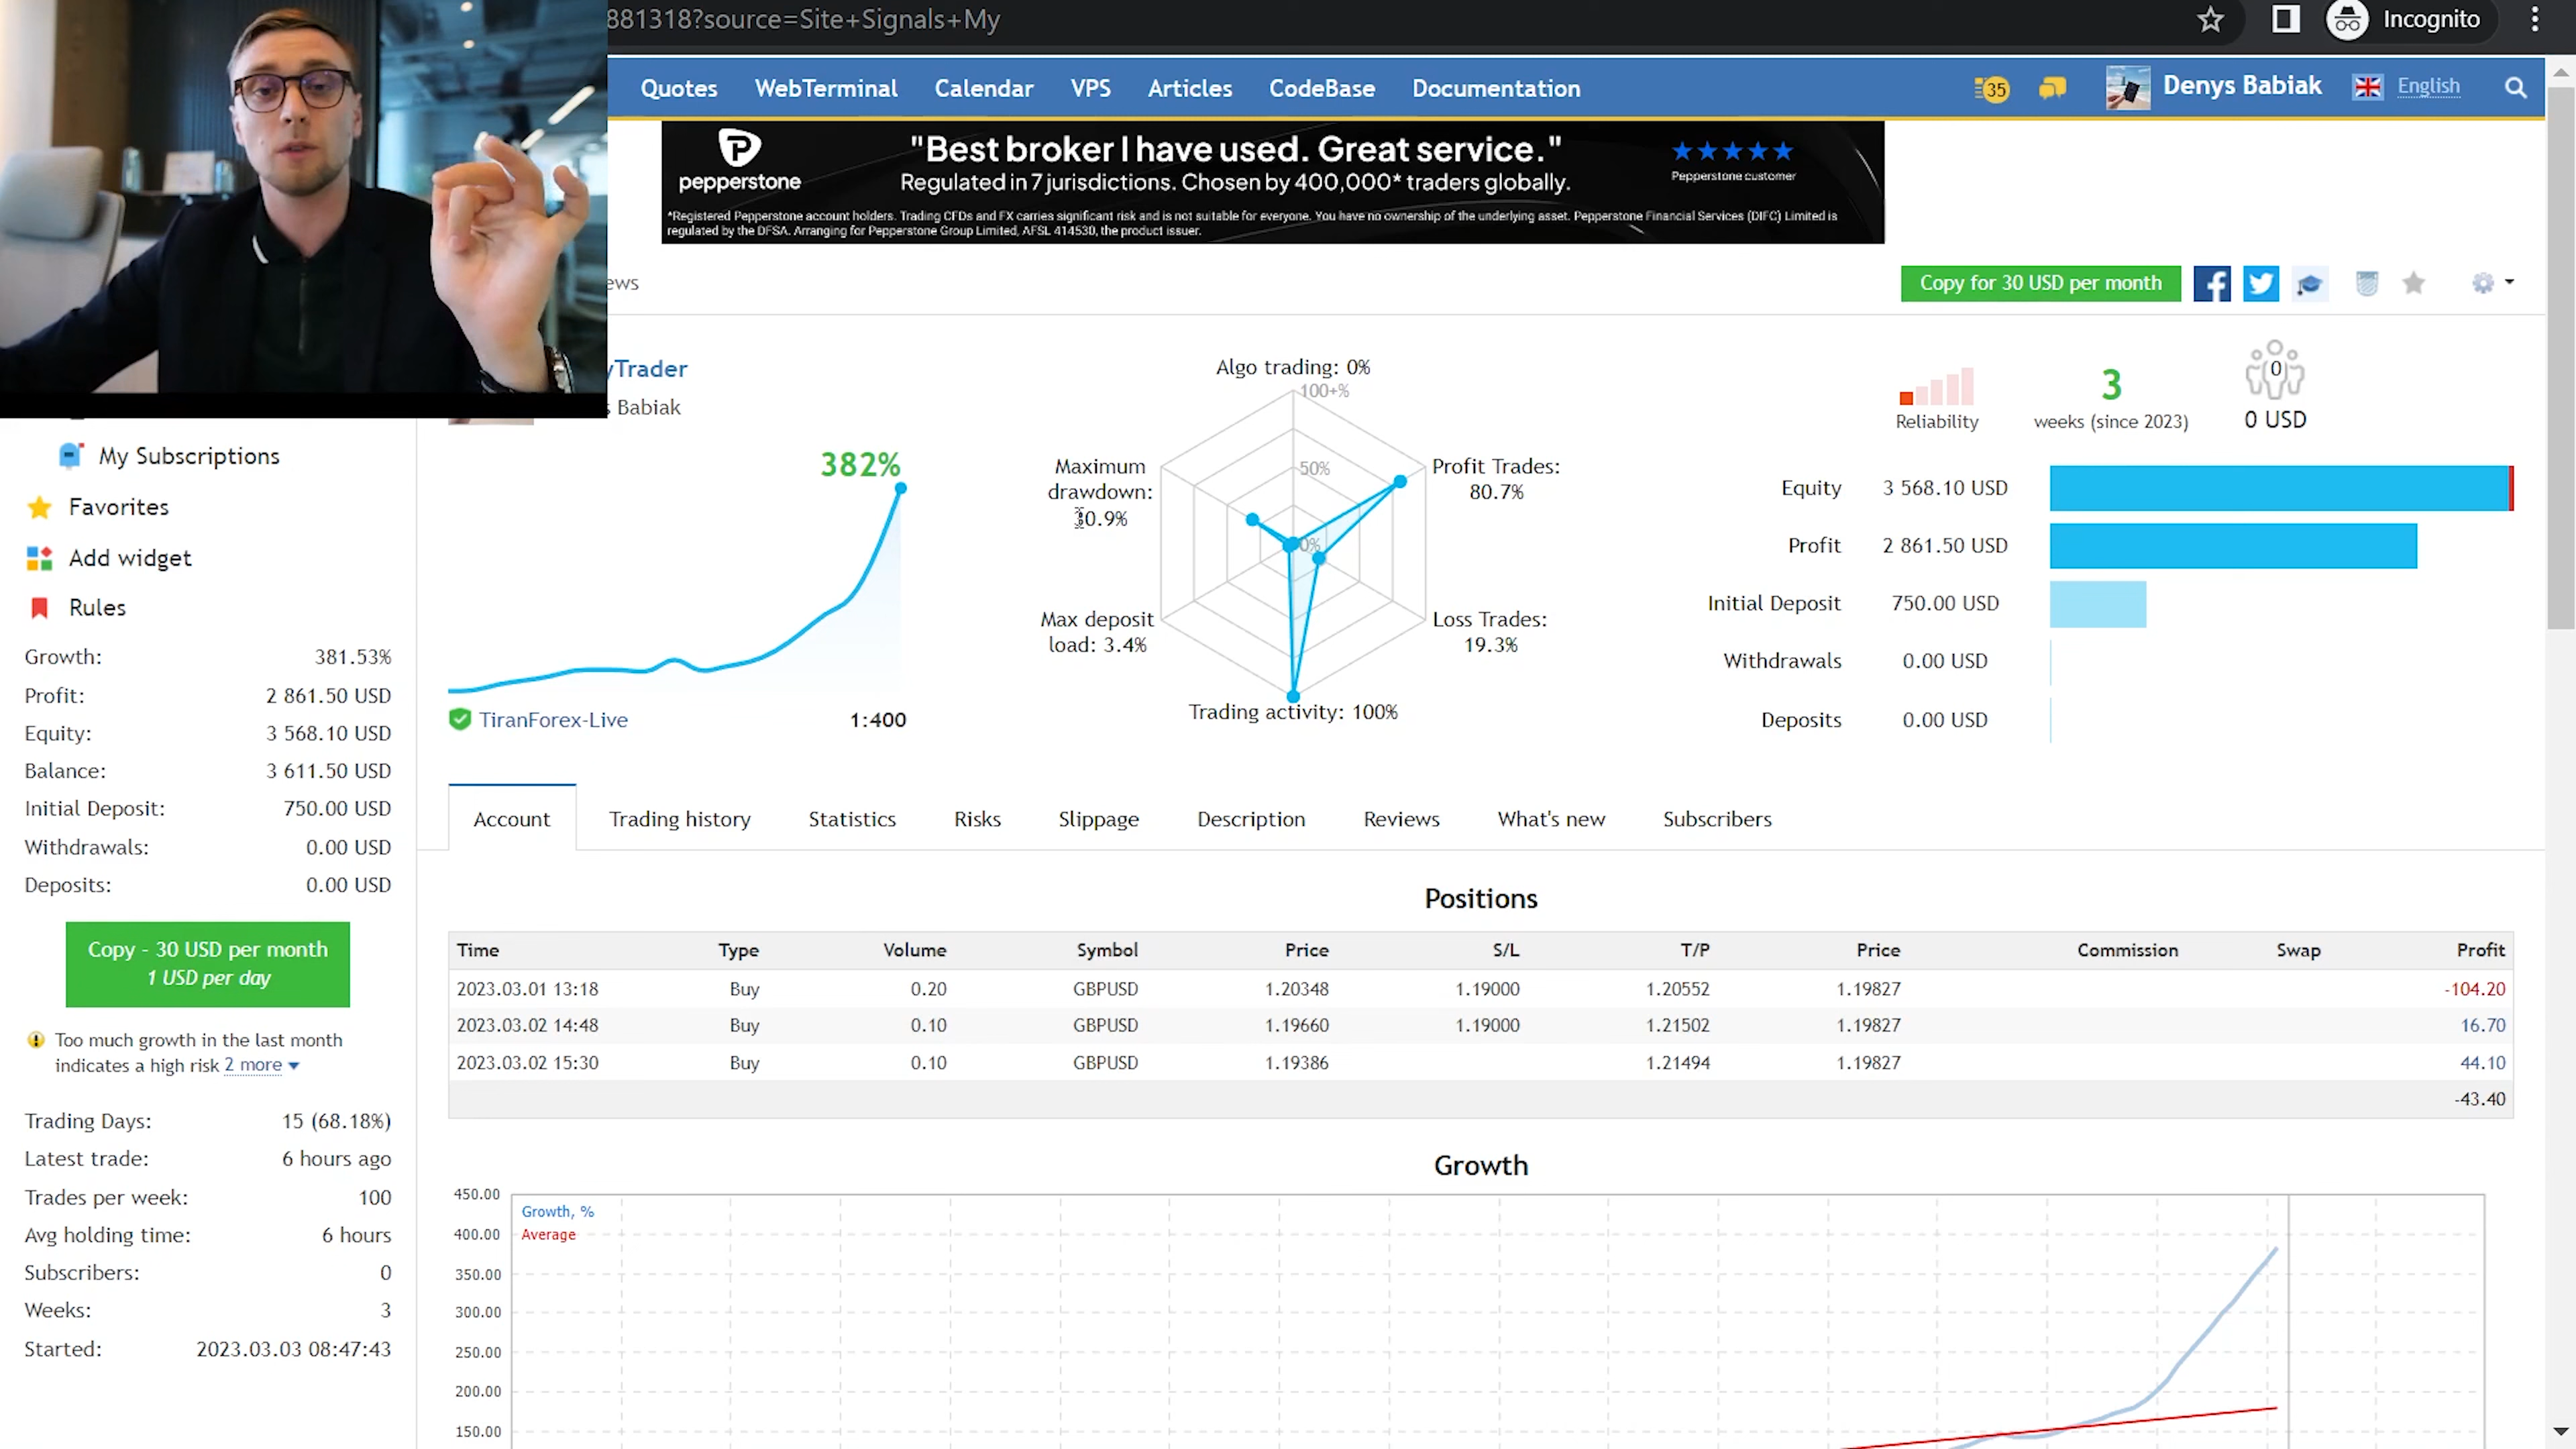 881318?source=Site+Signals+My
Incognito
Quotes WebTerminal Calendar VPS Articles CodeBase Documentation
35
Denys Babiak
English
pepperstone
"Best broker I have used. Great service."
Regulated in 7 jurisdictions. Chosen by 400,000* traders globally.
Pepperstone customer
*Registered Pepperstone account holders. Trading CFDs and FX carries significant risk and is not suitable for everyone. You have no ownership of the underlying asset. Pepperstone Financial Services (DIFC) Limited is
regulated by the DFSA. Arranging for Pepperstone Group Limited, AFSL 414530, the product issuer.
ews
Copy for 30 USD per month
yTrader
Babiak
My Subscriptions
Favorites
Add widget
Rules
Growth: 381.53%
Profit: 2 861.50 USD
Equity: 3 568.10 USD
Balance: 3 611.50 USD
Initial Deposit: 750.00 USD
Withdrawals: 0.00 USD
Deposits: 0.00 USD
Copy - 30 USD per month
1 USD per day
Too much growth in the last month
indicates a high risk 2 more
Trading Days: 15 (68.18%)
Latest trade: 6 hours ago
Trades per week: 100
Avg holding time: 6 hours
Subscribers: 0
Weeks: 3
Started: 2023.03.03 08:47:43
382%
TiranForex-Live 1:400
Algo trading: 0%
100+%
50%
0%
Profit Trades:
80.7%
Loss Trades:
19.3%
Trading activity: 100%
Max deposit
load: 3.4%
Maximum
drawdown:
Reliability
3
weeks (since 2023)
0
0 USD
Equity 3 568.10 USD
Profit 2 861.50 USD
Initial Deposit 750.00 USD
Withdrawals 0.00 USD
Deposits 0.00 USD
Account Trading history Statistics Risks Slippage Description Reviews What's new Subscribers
Positions
Time Type Volume Symbol Price S/L T/P Price Commission Swap Profit
2023.03.01 13:18 Buy 0.20 GBPUSD 1.20348 1.19000 1.20552 1.19827 -104.20
2023.03.02 14:48 Buy 0.10 GBPUSD 1.19660 1.19000 1.21502 1.19827 16.70
2023.03.02 15:30 Buy 0.10 GBPUSD 1.19386 1.21494 1.19827 44.10
-43.40
Growth
Growth, %
Average
450.00
400.00
350.00
300.00
250.00
200.00
150.00